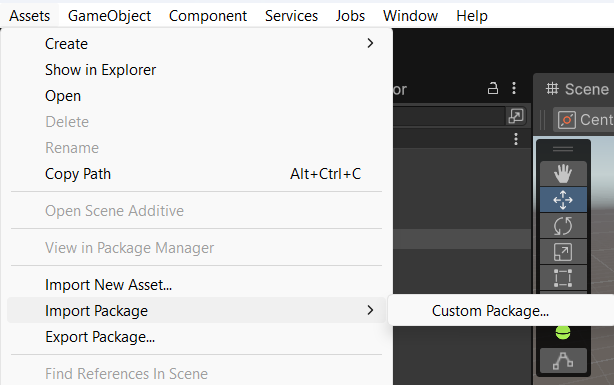 Assets GameObject Component Services Jobs Window Help
Create
Show in Explorer
or
Scene
Open
Cent
Delete
Rename
Copy Path Alt+Ctrl+C
Open Scene Additive
View in Package Manager
Import New Asset...
Import Package
Custom Package...
Export Package...
Find References In Scene